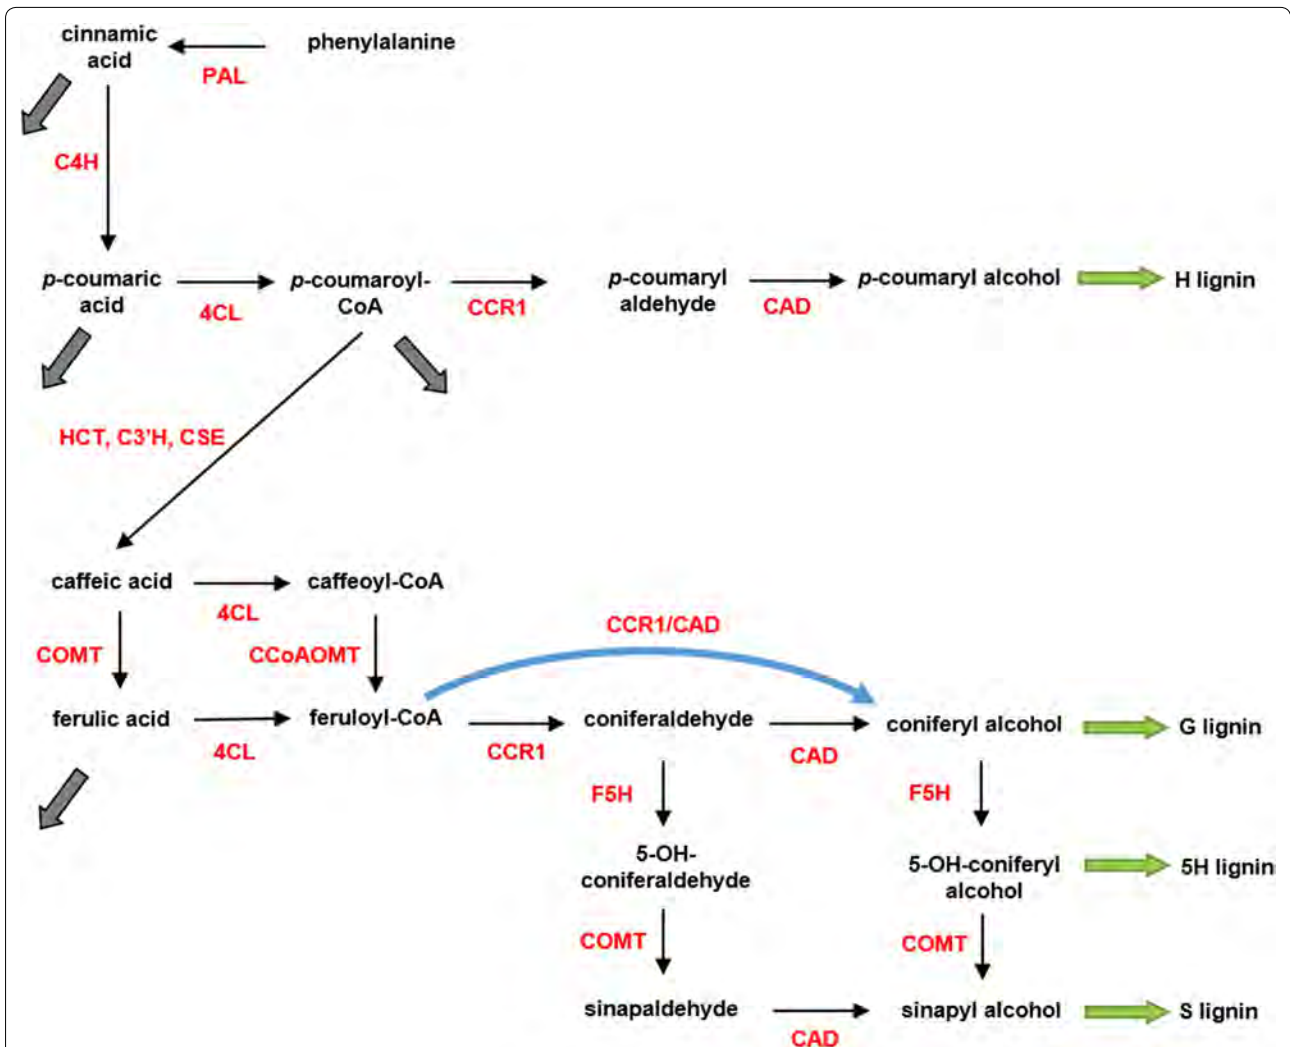 cinnamic
acid
phenylalanine
PAL
C4H
p-coumaric
acid
4CL
p-coumaroyl-
CoA
CCR1
p-coumaryl
aldehyde
CAD
p-coumaryl alcohol
H lignin
HCT, C3'H, CSE
caffeic acid
4CL
caffeoyl-CoA
COMT
CCoAOMT
CCR1/CAD
ferulic acid
4CL
feruloyl-CoA
CCR1
coniferaldehyde
CAD
coniferyl alcohol
G lignin
F5H
F5H
5-OH-
coniferaldehyde
5-OH-coniferyl
alcohol
5H lignin
COMT
COMT
sinapaldehyde
CAD
sinapyl alcohol
S lignin